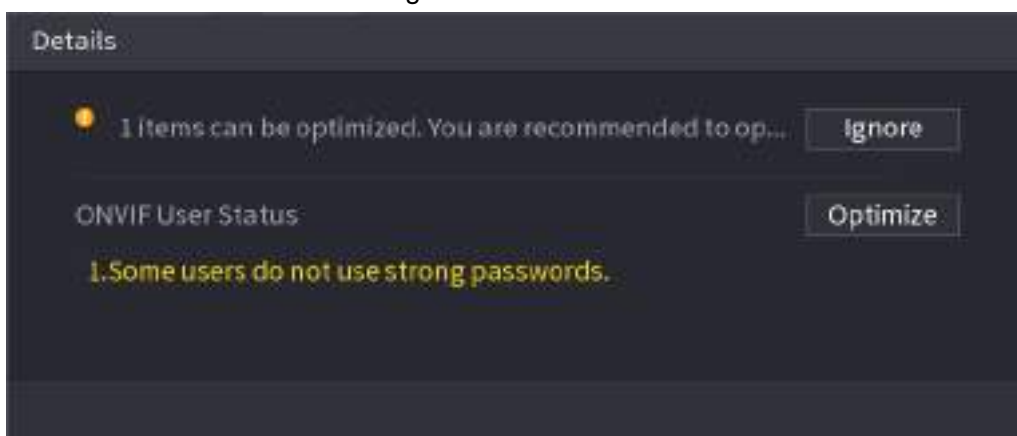 Details
1 items can be optimized. You are recommended to op... Ignore
ONVIF User Status Optimize
1.Some users do not use strong passwords.